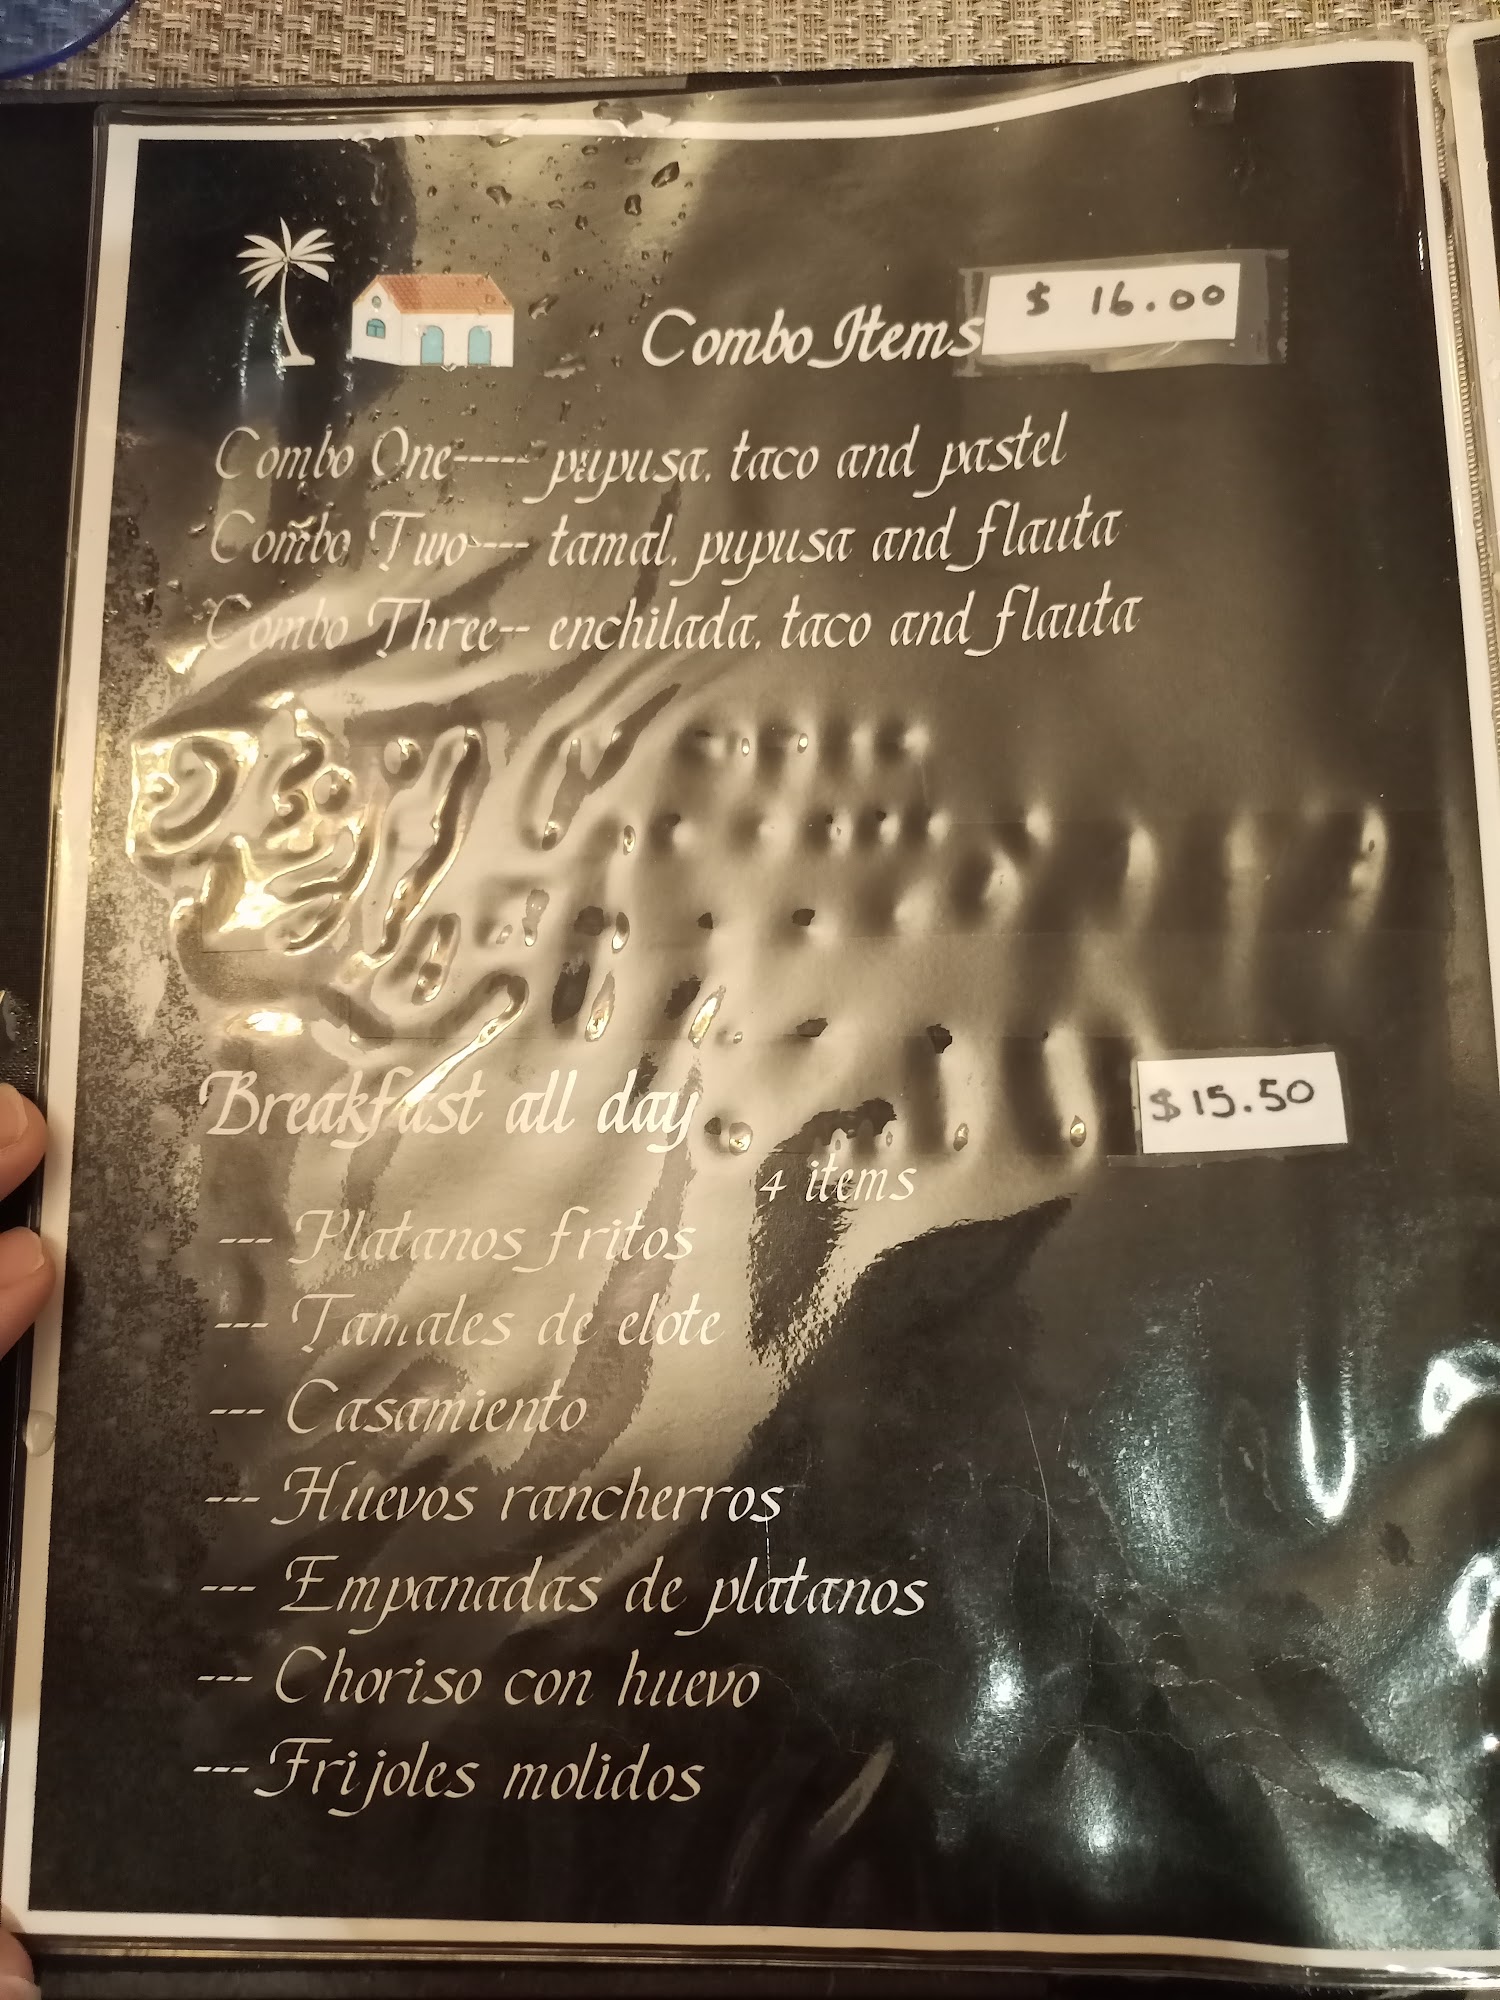 Combo Items $ 16.00
Combo One----- pupusa, taco and pastel
Combo Two---- tamal, pupusa and flauta
Combo Three-- enchilada, taco and flauta
Breakfast all day $15.50
4 items
--- Platanos fritos
--- Tamales de elote
--- Casamiento
--- Huevos rancherros
--- Empanadas de platanos
--- Choriso con huevo
--- Frijoles molidos